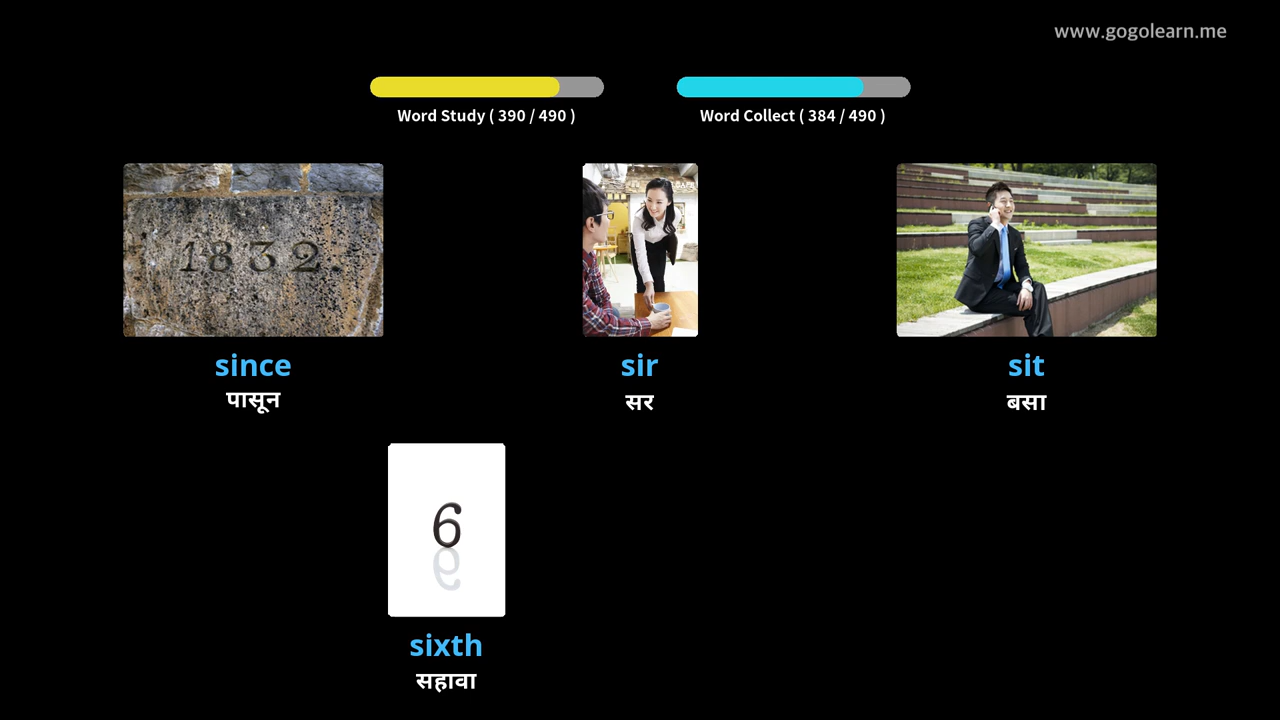 www.gogolearn.me
Word Study ( 390 / 490 )
Word Collect ( 384 / 490 )
1832.
since
पासून
sir
सर
sit
बसा
6
sixth
सहावा